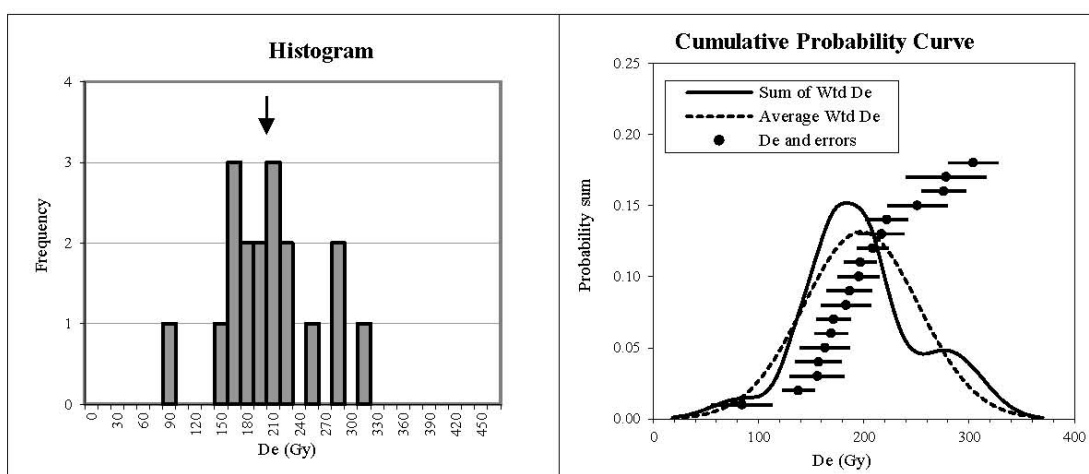 Histogram
4
3
2
1
0
Frequency
0 30 60 90 120 150 180 210 240 270 300 330 360 390 420 450
De (Gy)
Cumulative Probability Curve
0.25
0.20
0.15
0.10
0.05
0.00
Probability sum
Sum of Wtd De
Average Wtd De
De and errors
0 100 200 300 400
De (Gy)